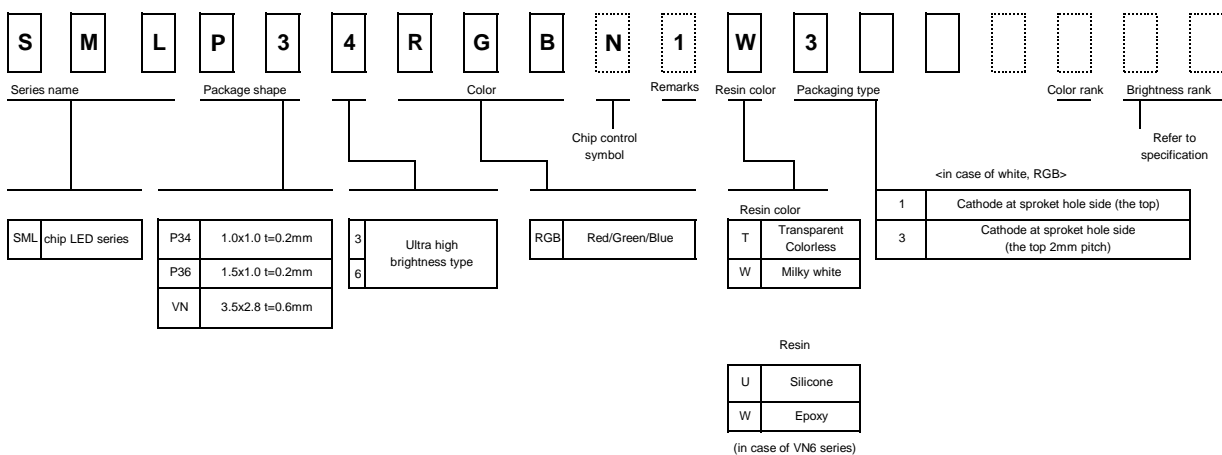 S M L P 3 4 R G B N 1 W 3
Series name Package shape Color Remarks Resin color Packaging type Color rank Brightness rank
Chip control
symbol
Refer to
specification
<in case of white, RGB>
1 Cathode at sproket hole side (the top)
3 Cathode at sproket hole side
(the top 2mm pitch)
SML chip LED series
P34 1.0x1.0 t=0.2mm
P36 1.5x1.0 t=0.2mm
VN 3.5x2.8 t=0.6mm
3
6
Ultra high
brightness type
RGB Red/Green/Blue
Resin color
T Transparent
Colorless
W Milky white
Resin
U Silicone
W Epoxy
(in case of VN6 series)